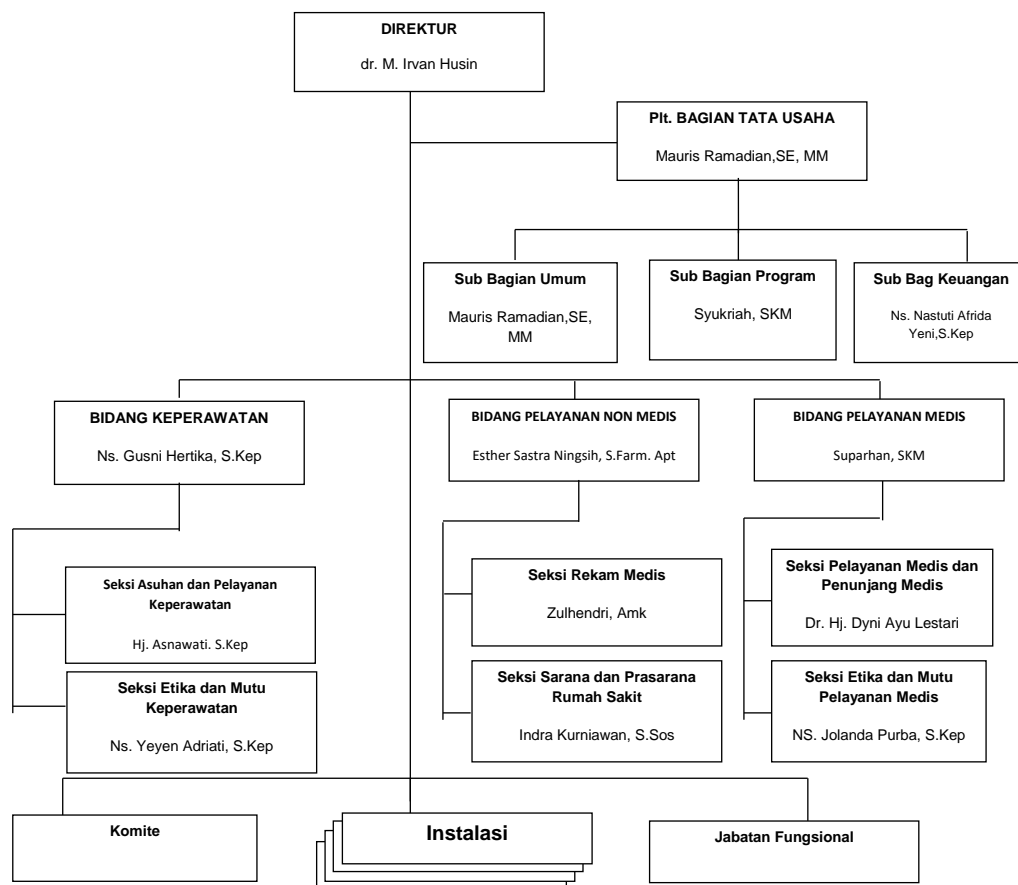 DIREKTUR
dr. M. Irvan Husin
Plt. BAGIAN TATA USAHA
Mauris Ramadian,SE, MM
Sub Bagian Umum
Mauris Ramadian,SE,
MM
Sub Bagian Program
Syukriah, SKM
Sub Bag Keuangan
Ns. Nastuti Afrida
Yeni,S.Kep
BIDANG KEPERAWATAN
Ns. Gusni Hertika, S.Kep
BIDANG PELAYANAN NON MEDIS
Esther Sastra Ningsih, S.Farm. Apt
BIDANG PELAYANAN MEDIS
Suparhan, SKM
Seksi Asuhan dan Pelayanan
Keperawatan
Hj. Asnawati. S.Kep
Seksi Etika dan Mutu
Keperawatan
Ns. Yeyen Adriati, S.Kep
Seksi Rekam Medis
Zulhendri, Amk
Seksi Sarana dan Prasarana
Rumah Sakit
Indra Kurniawan, S.Sos
Seksi Pelayanan Medis dan
Penunjang Medis
Dr. Hj. Dyni Ayu Lestari
Seksi Etika dan Mutu
Pelayanan Medis
NS. Jolanda Purba, S.Kep
Komite
Instalasi
Jabatan Fungsional